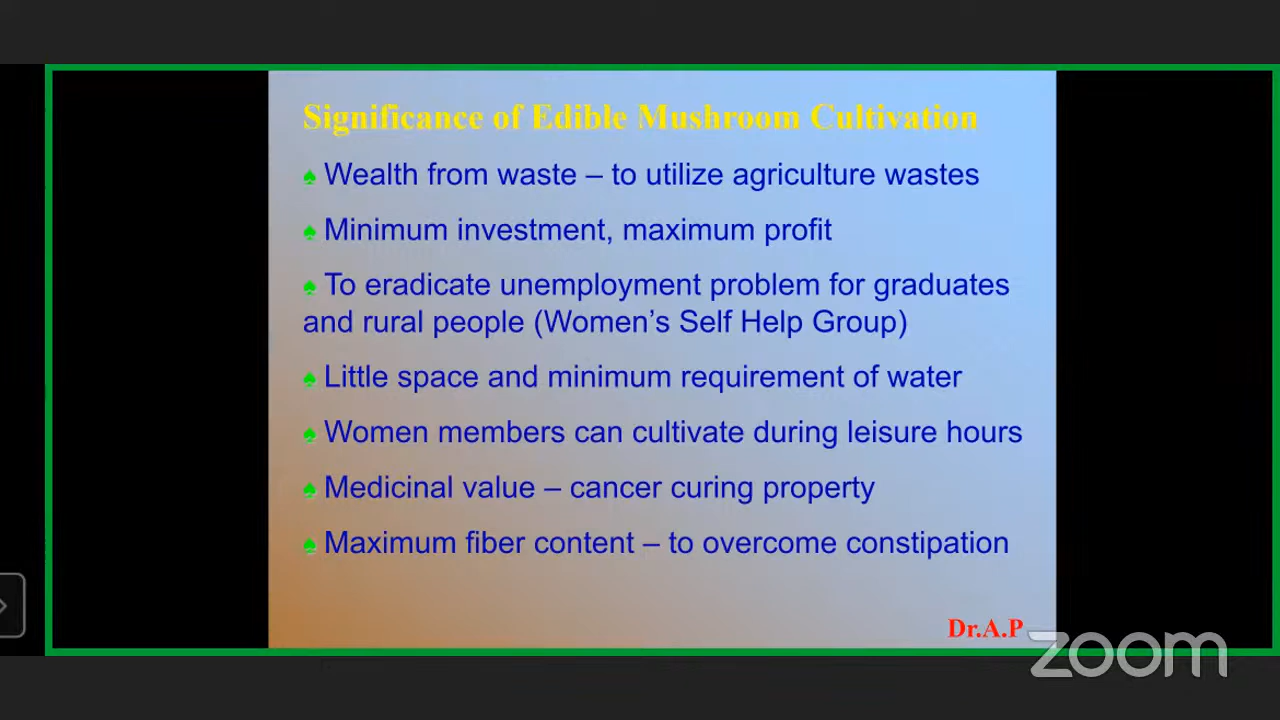 Significance of Edible Mushroom Cultivation
♠ Wealth from waste – to utilize agriculture wastes
♠ Minimum investment, maximum profit
♠ To eradicate unemployment problem for graduates
and rural people (Women's Self Help Group)
♠ Little space and minimum requirement of water
♠ Women members can cultivate during leisure hours
♠ Medicinal value – cancer curing property
♠ Maximum fiber content – to overcome constipation
Dr.A.P
zoom